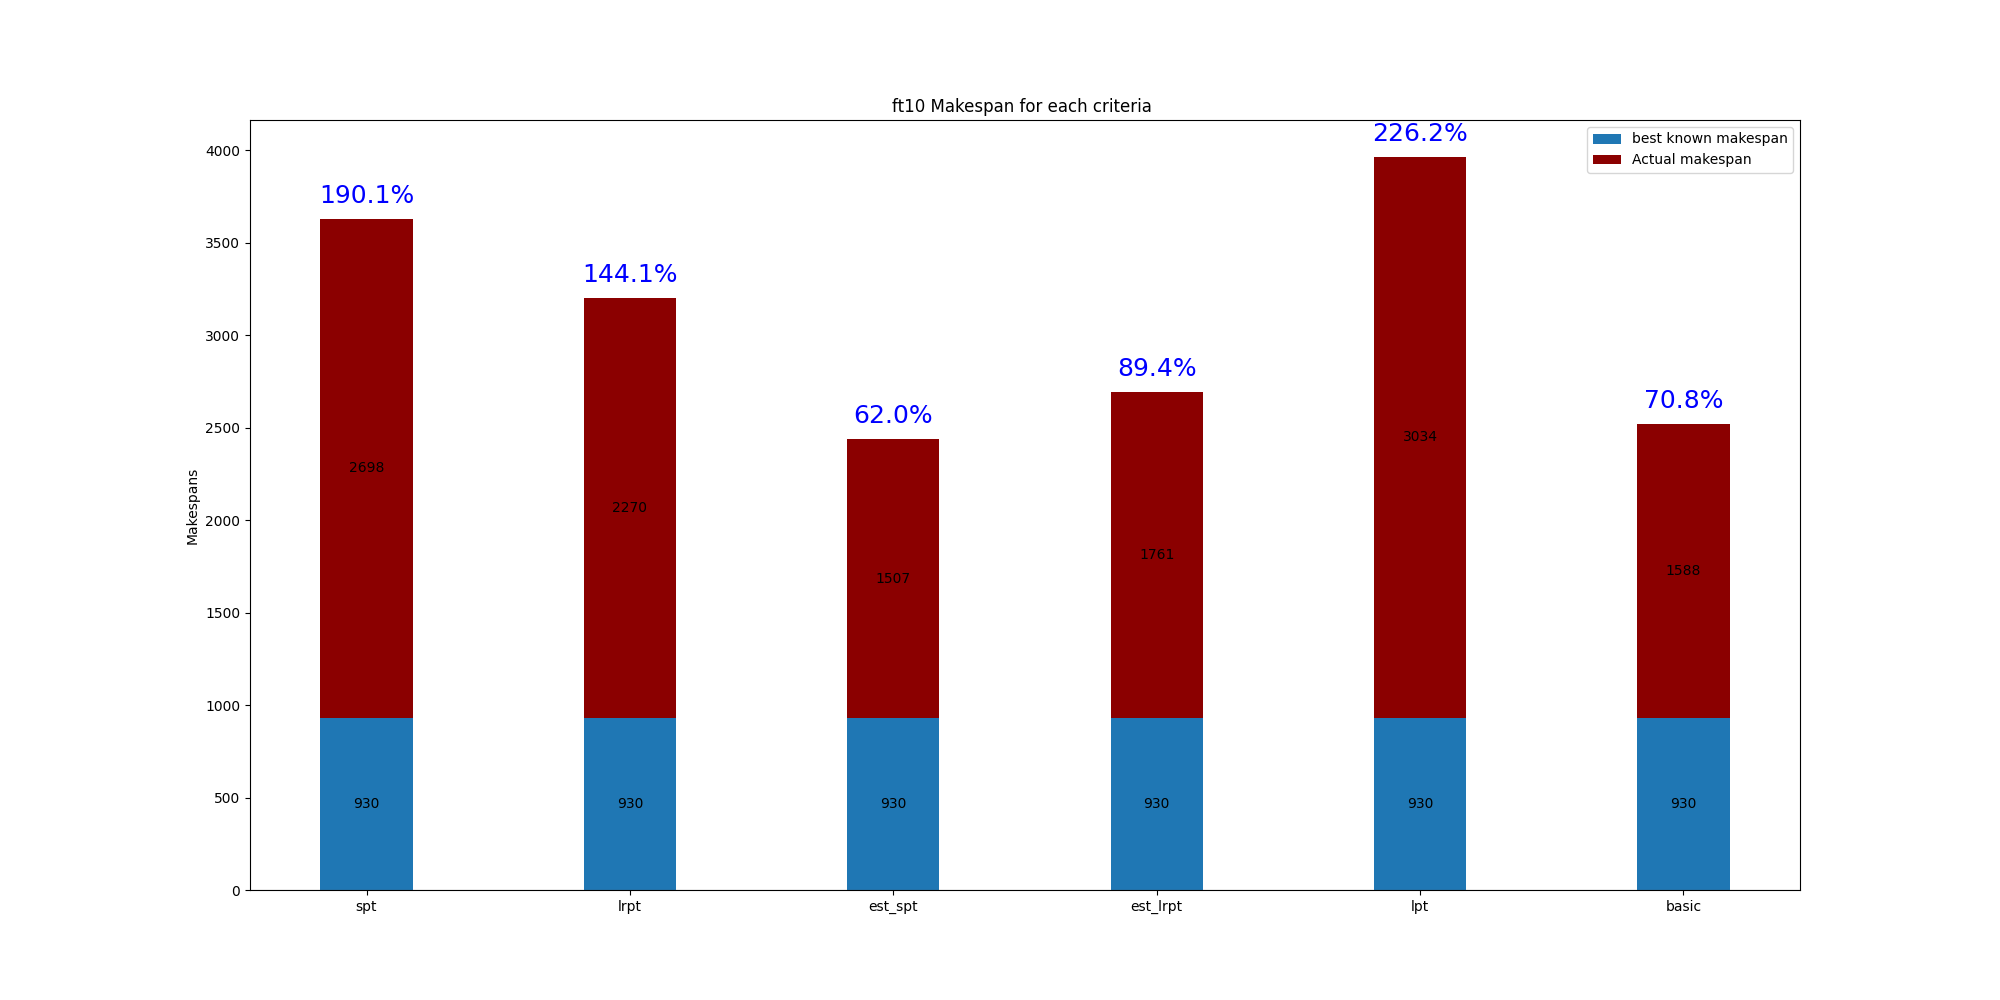 ft10 Makespan for each criteria
best known makespan
Actual makespan
226.2%
190.1%
144.1%
89.4%
70.8%
62.0%
Makespans
4000
3500
3000
2500
2000
1500
1000
500
0
2698
2270
1507
1761
3034
1588
930
930
930
930
930
930
spt
lrpt
est_spt
est_lrpt
lpt
basic